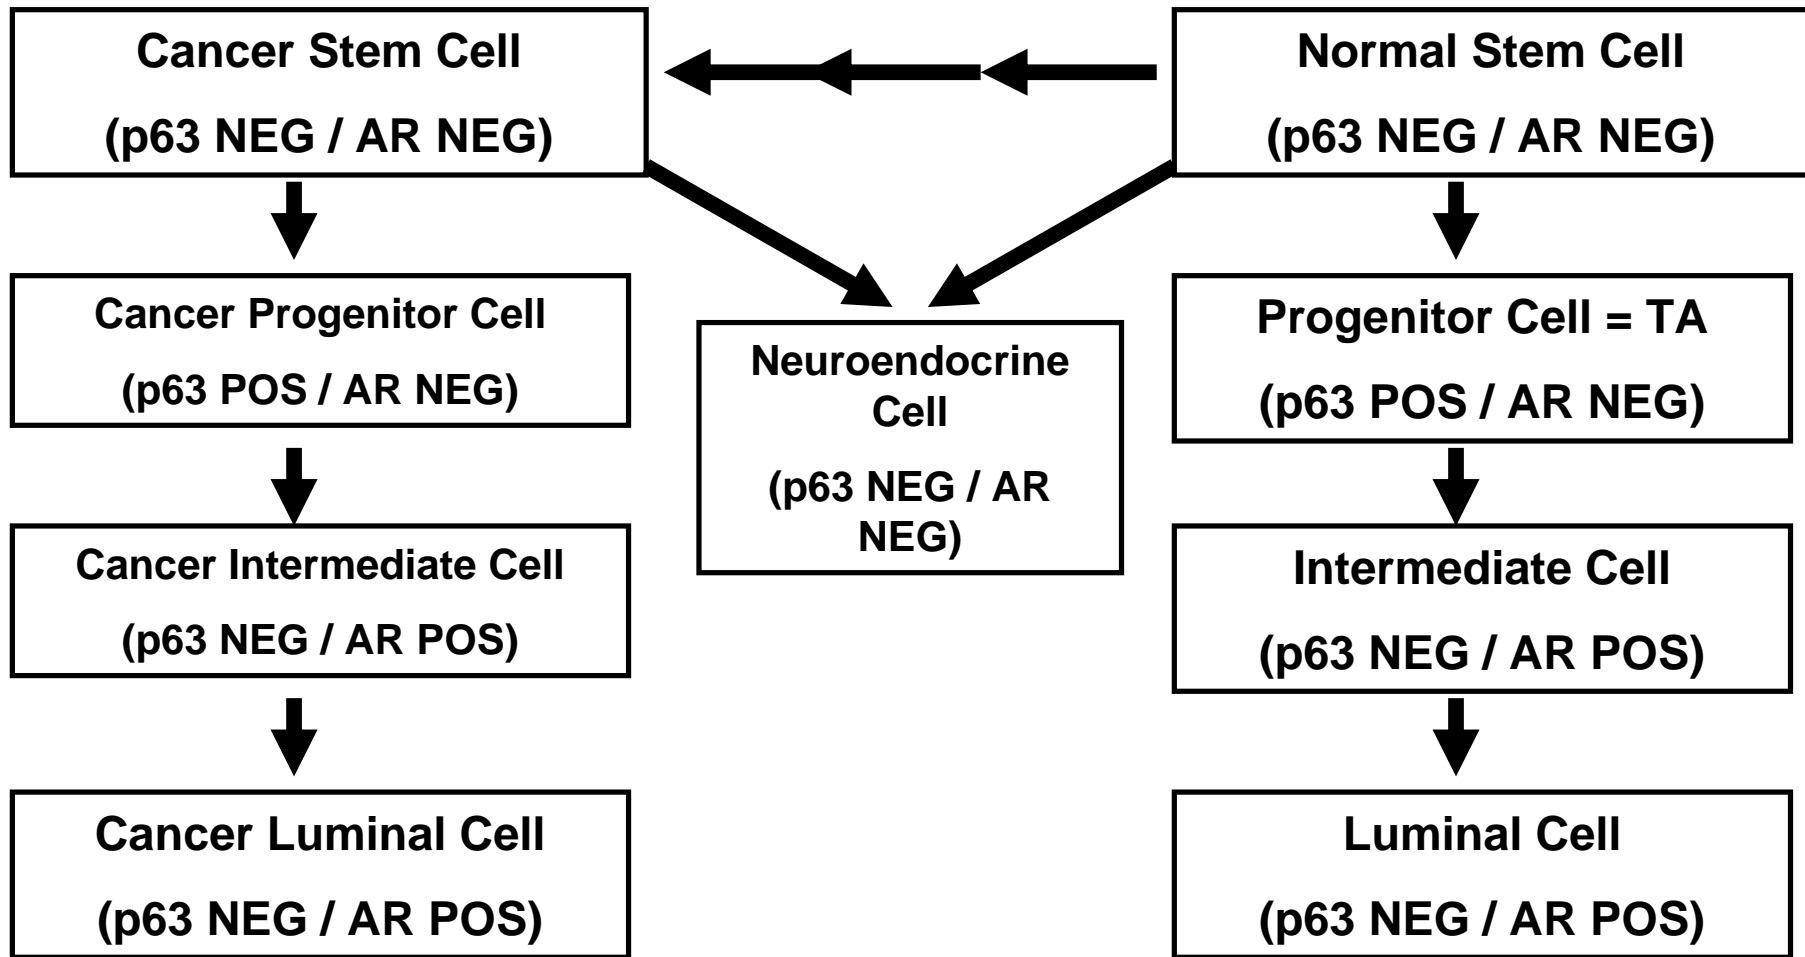 Cancer Stem Cell
(p63 NEG / AR NEG)
Normal Stem Cell
(p63 NEG / AR NEG)
Cancer Progenitor Cell
(p63 POS / AR NEG)
Neuroendocrine
Cell
(p63 NEG / AR
NEG)
Progenitor Cell = TA
(p63 POS / AR NEG)
Cancer Intermediate Cell
(p63 NEG / AR POS)
Intermediate Cell
(p63 NEG / AR POS)
Cancer Luminal Cell
(p63 NEG / AR POS)
Luminal Cell
(p63 NEG / AR POS)